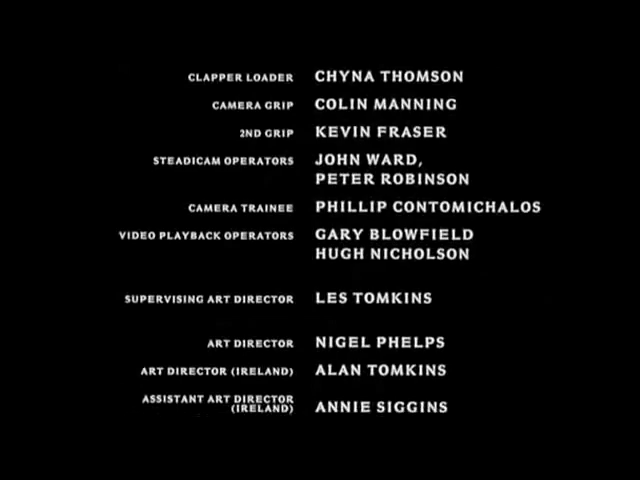 CLAPPER LOADER CHYNA THOMSON
CAMERA GRIP COLIN MANNING
2ND GRIP KEVIN FRASER
STEADICAM OPERATORS JOHN WARD,
PETER ROBINSON
CAMERA TRAINEE PHILLIP CONTOMICHALOS
VIDEO PLAYBACK OPERATORS GARY BLOWFIELD
HUGH NICHOLSON
SUPERVISING ART DIRECTOR LES TOMKINS
ART DIRECTOR NIGEL PHELPS
ART DIRECTOR (IRELAND) ALAN TOMKINS
ASSISTANT ART DIRECTOR
(IRELAND) ANNIE SIGGINS